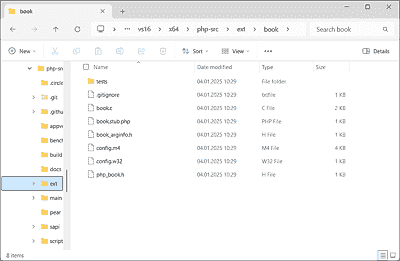 book
vs16 > x64 > php-src > ext > book >
Search book
New
Sort
View
Details
Name
Date modified
Type
Size
php-src
.circle
.git
.githu
appve
bench
build
docs
ext
main
pear
sapi
script
tests 04.01.2025 10:29 File folder
.gitignore 04.01.2025 10:29 txtfile 1 KB
book.c 04.01.2025 10:29 C File 2 KB
book.stub.php 04.01.2025 10:29 PHP File 1 KB
book_arginfo.h 04.01.2025 10:29 H File 1 KB
config.m4 04.01.2025 10:29 M4 File 4 KB
config.w32 04.01.2025 10:29 W32 File 1 KB
php_book.h 04.01.2025 10:29 H File 1 KB
8 items